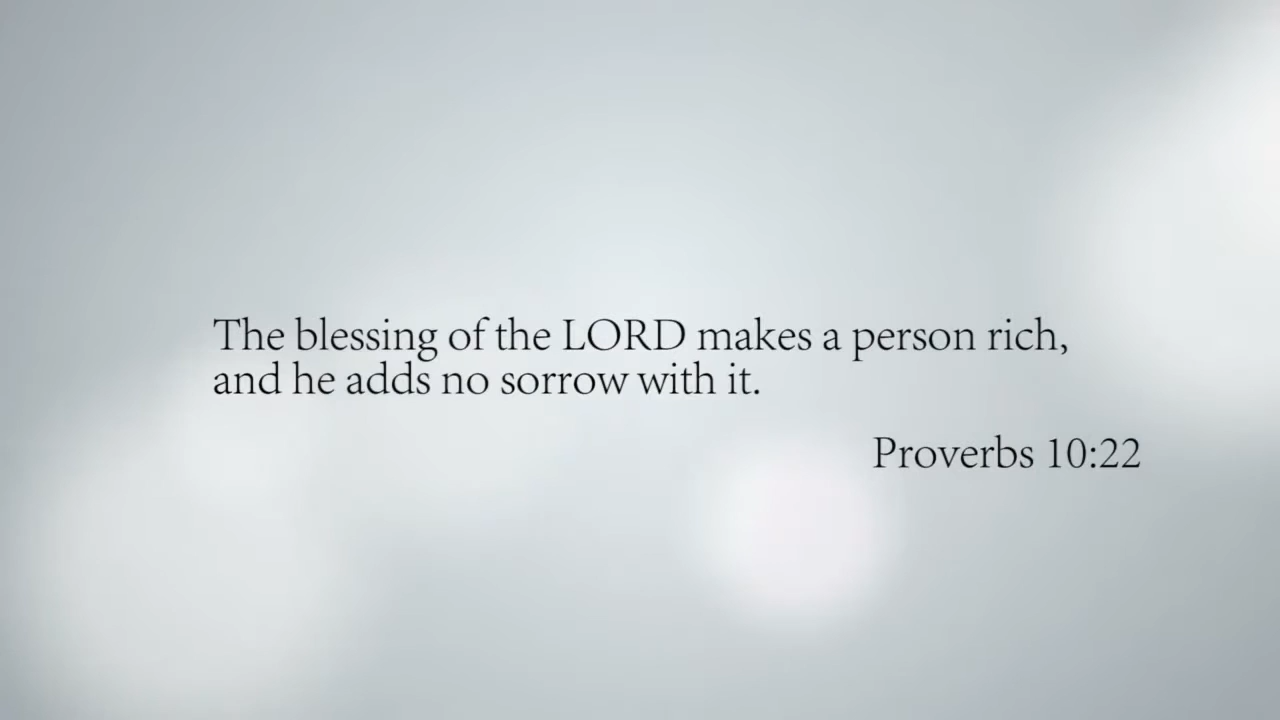 The blessing of the LORD makes a person rich,
and he adds no sorrow with it.
Proverbs 10:22